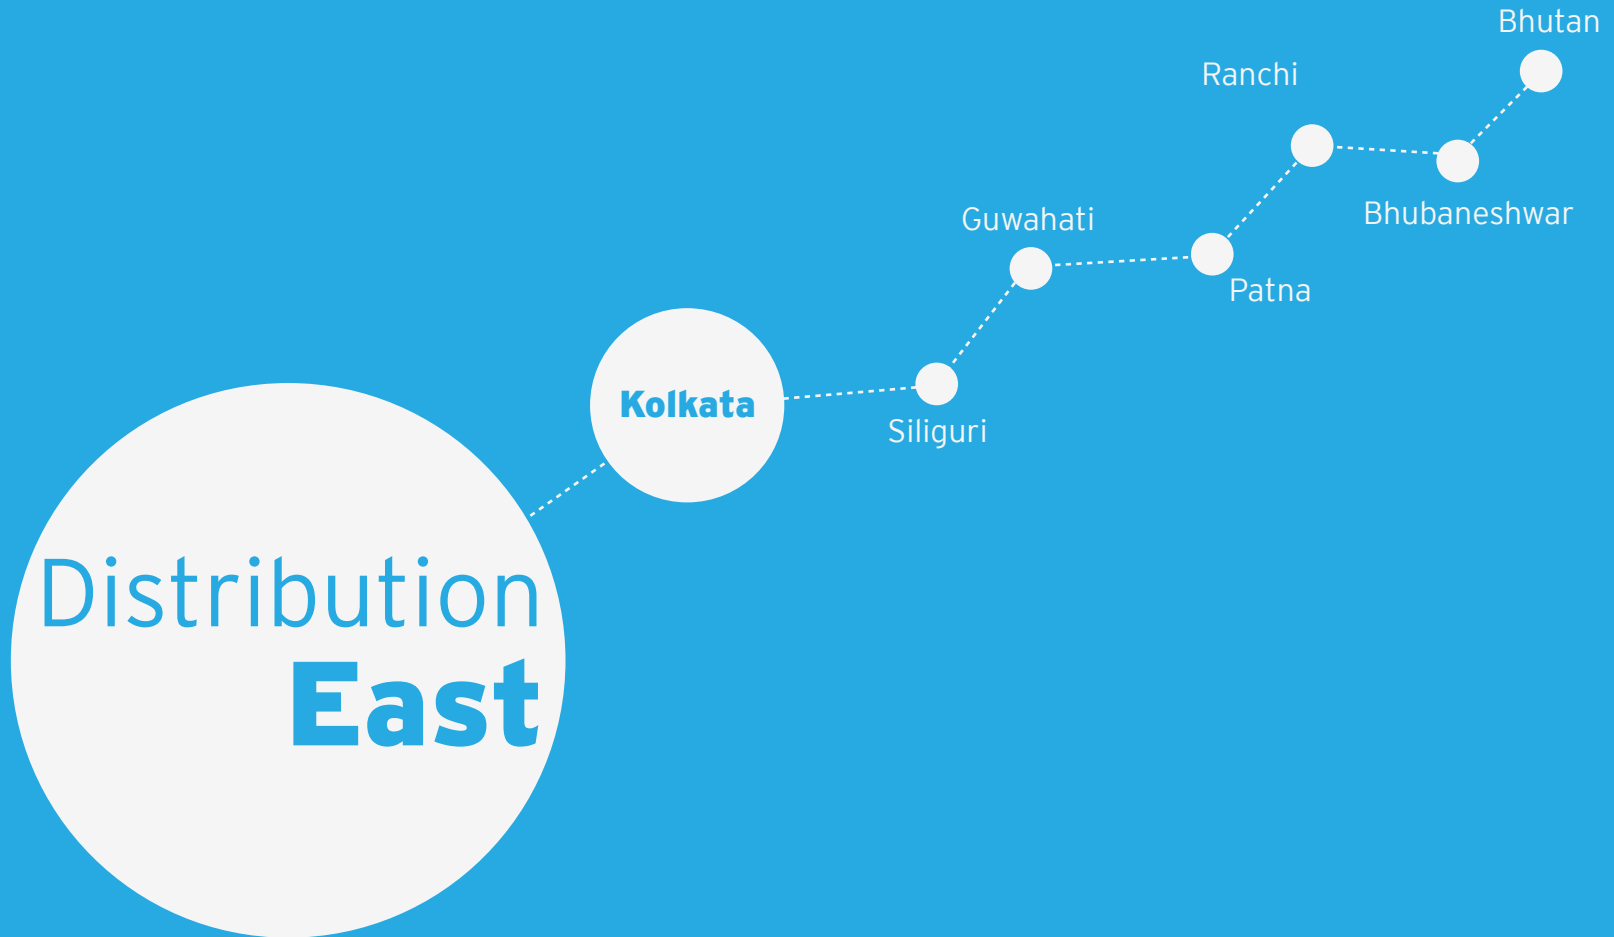 Bhutan
Ranchi
Guwahati
Bhubaneshwar
Patna
Kolkata
Siliguri
Distribution
East